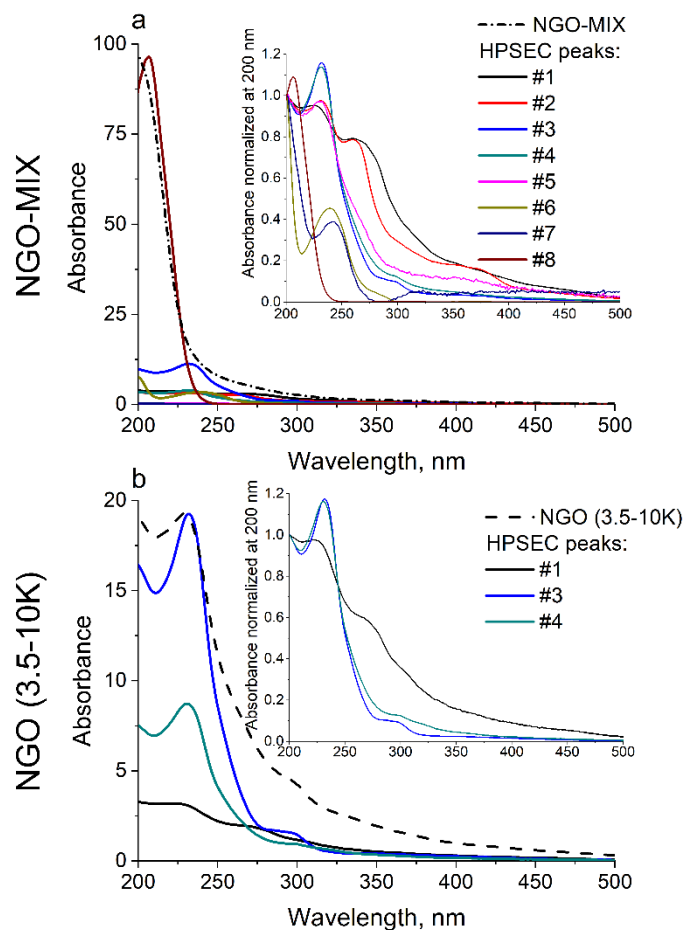 a
NGO-MIX
Absorbance
100
75
50
25
0
200 250 300 350 400 450 500
Wavelength, nm
Absorbance normalized at 200 nm
1.2
1.0
0.8
0.6
0.4
0.2
0.0
200 250 300 350 400 450 500
NGO-MIX
HPSEC peaks:
#1
#2
#3
#4
#5
#6
#7
#8
b
NGO (3.5-10K)
Absorbance
20
15
10
5
0
200 250 300 350 400 450 500
Wavelength, nm
Absorbance normalized at 200 nm
1.2
1.0
0.8
0.6
0.4
0.2
0.0
200 250 300 350 400 450 500
NGO (3.5-10K)
HPSEC peaks:
#1
#3
#4